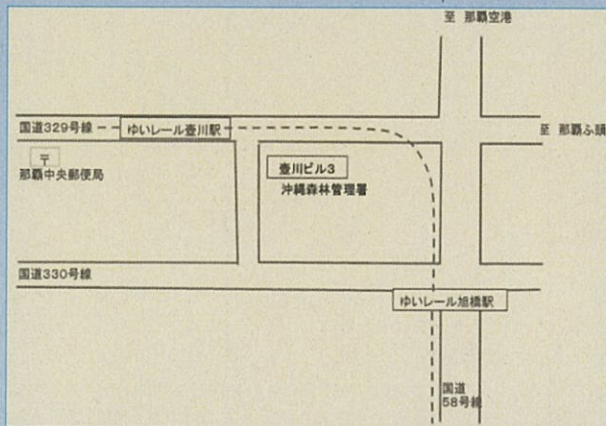 至 那覇空港
国道329号線
ゆいレール壺川駅
至 那覇ふ頭
〒
那覇中央郵便局
壺川ビル3
沖縄森林管理署
国道330号線
ゆいレール旭橋駅
国道
58号線